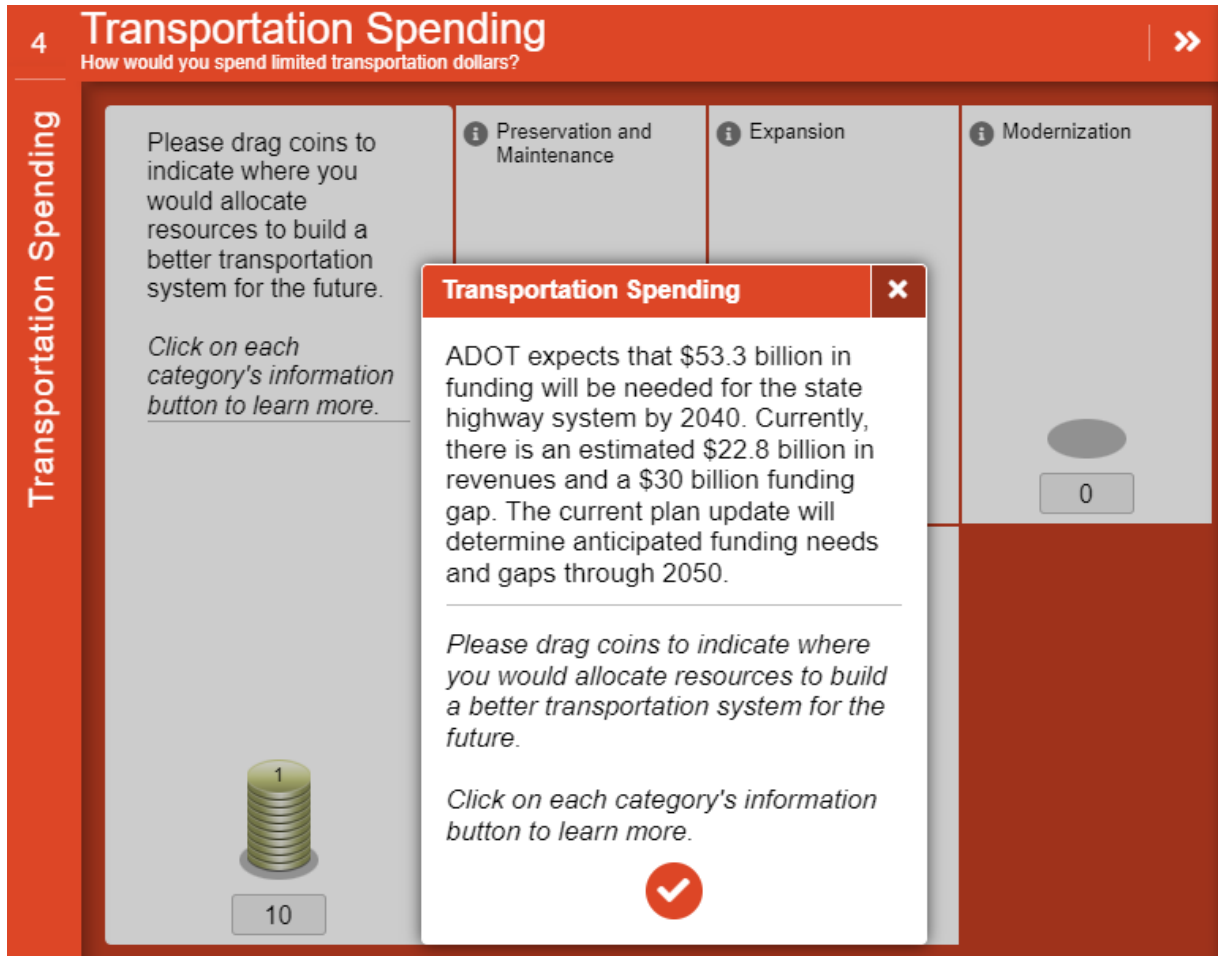 4
Transportation Spending
How would you spend limited transportation dollars?
Transportation Spending
Please drag coins to
indicate where you
would allocate
resources to build a
better transportation
system for the future.
Click on each
category's information
button to learn more.
1
10
Preservation and
Maintenance
Expansion
Modernization
0
Transportation Spending
ADOT expects that $53.3 billion in
funding will be needed for the state
highway system by 2040. Currently,
there is an estimated $22.8 billion in
revenues and a $30 billion funding
gap. The current plan update will
determine anticipated funding needs
and gaps through 2050.
Please drag coins to indicate where
you would allocate resources to build
a better transportation system for the
future.
Click on each category's information
button to learn more.